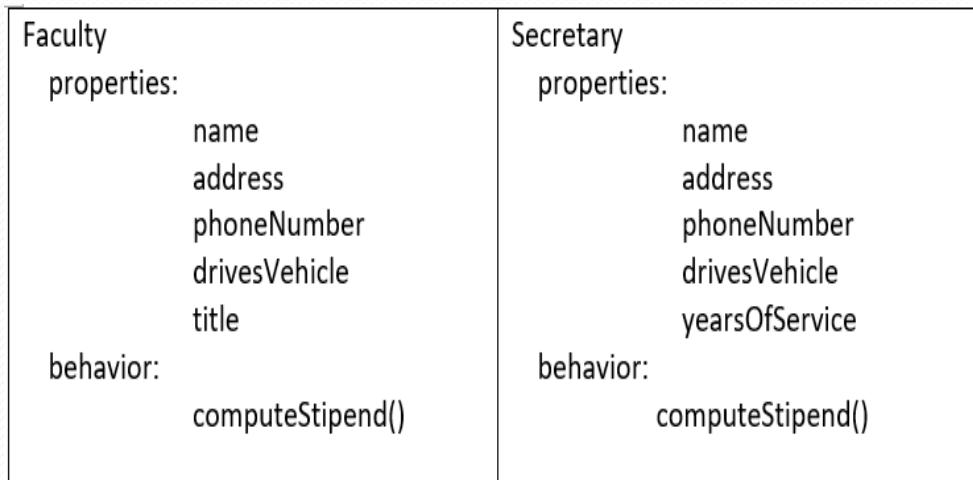 Faculty
properties:
name
address
phoneNumber
drivesVehicle
title
behavior:
computeStipend()
Secretary
properties:
name
address
phoneNumber
drivesVehicle
yearsOfService
behavior:
computeStipend()